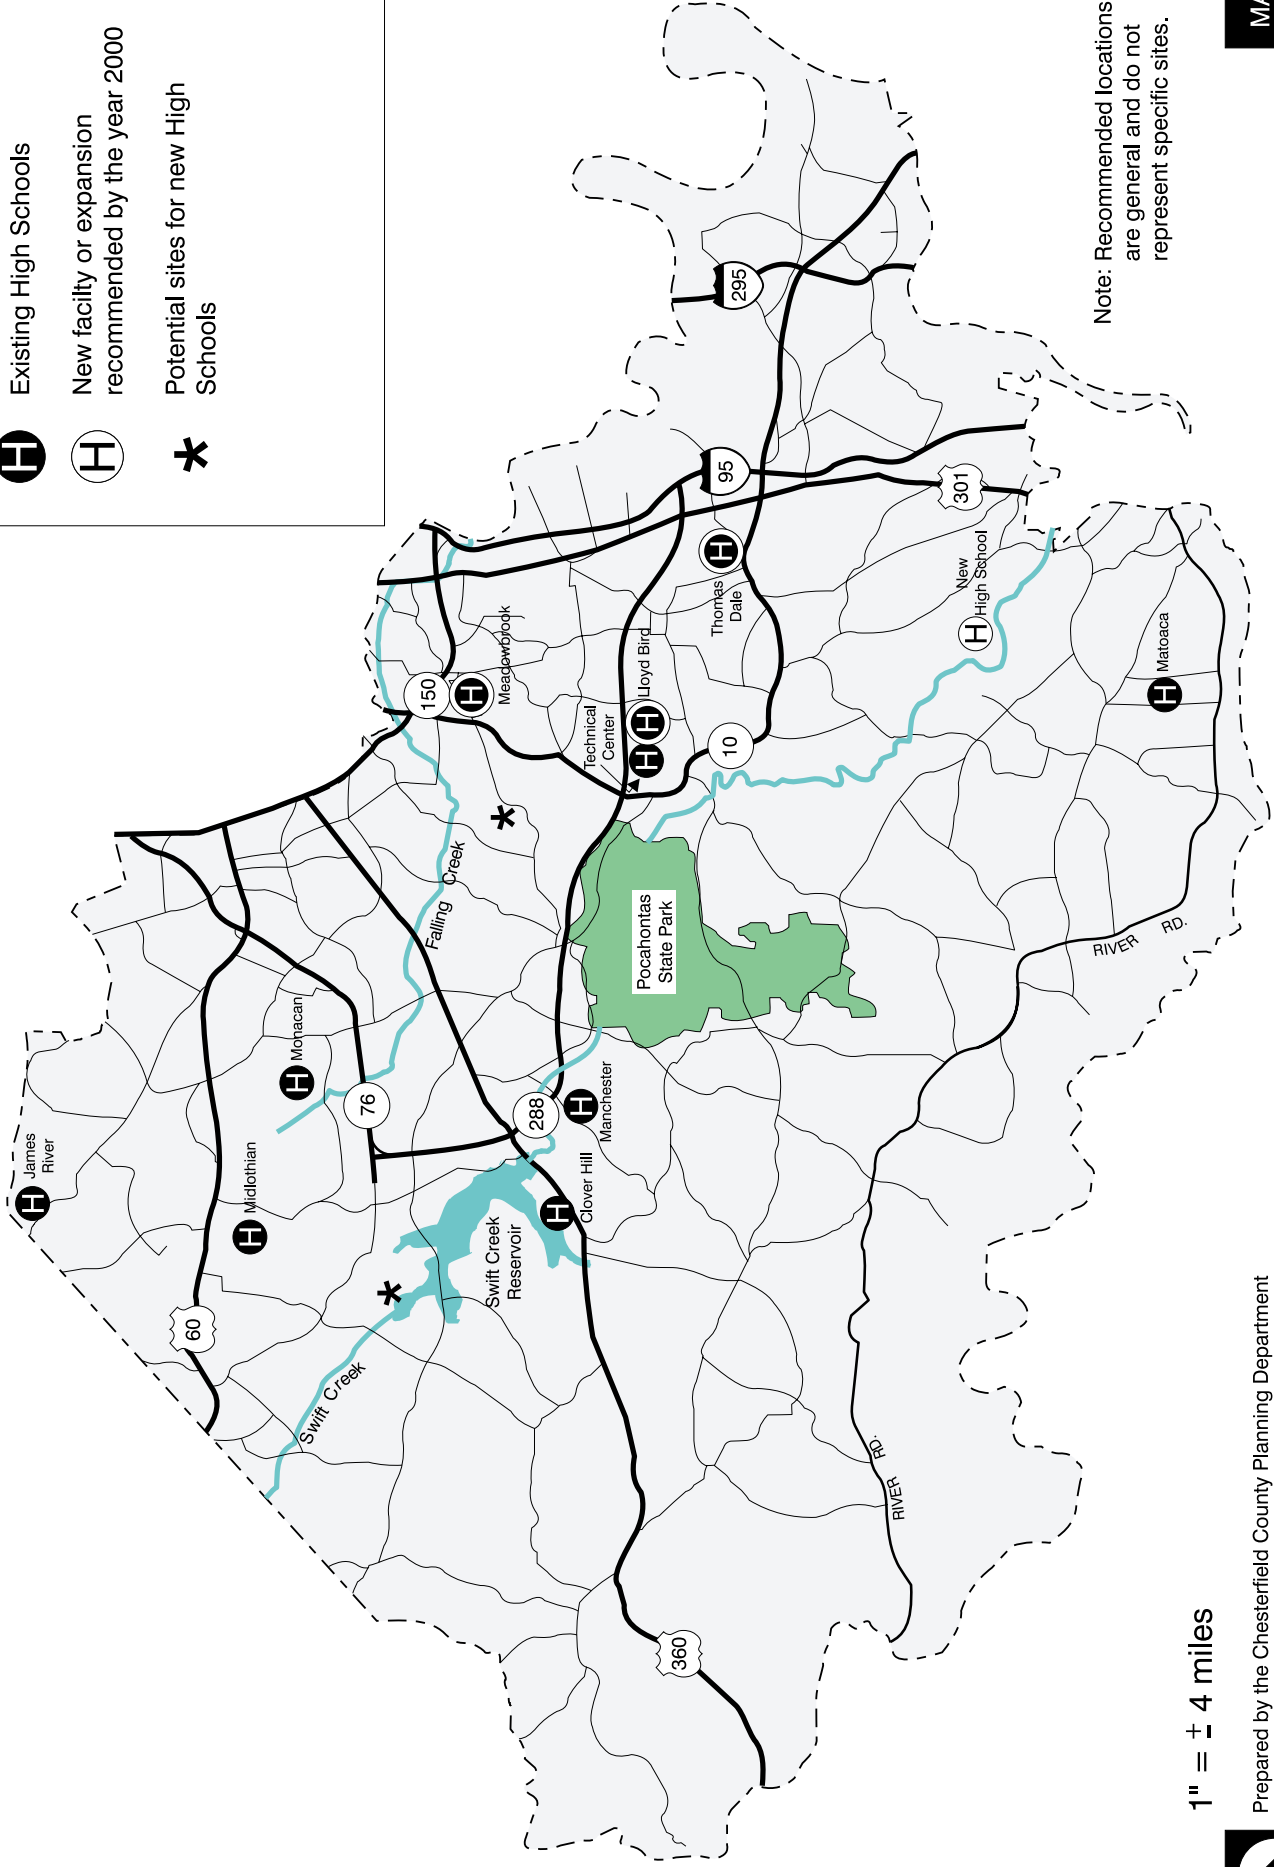 Existing High Schools
New facilty or expansion
recommended by the year 2000
Potential sites for new High
Schools
H
H
*
Note: Recommended locations
are general and do not
represent specific sites.
MA
James
River
H
Midlothian
H
Monacan
H
60
76
150
Meadowbrook
H
Falling Creek
*
*
Swift Creek
Swift Creek
Reservoir
288
Clover Hill
H
Manchester
H
Pocahontas
State Park
Technical
Center
H
Lloyd Bird
H
Thomas
Dale
H
10
95
295
301
New
High School
H
Matoaca
H
RIVER RD.
RIVER RD.
360
1" = ± 4 miles
Prepared by the Chesterfield County Planning Department